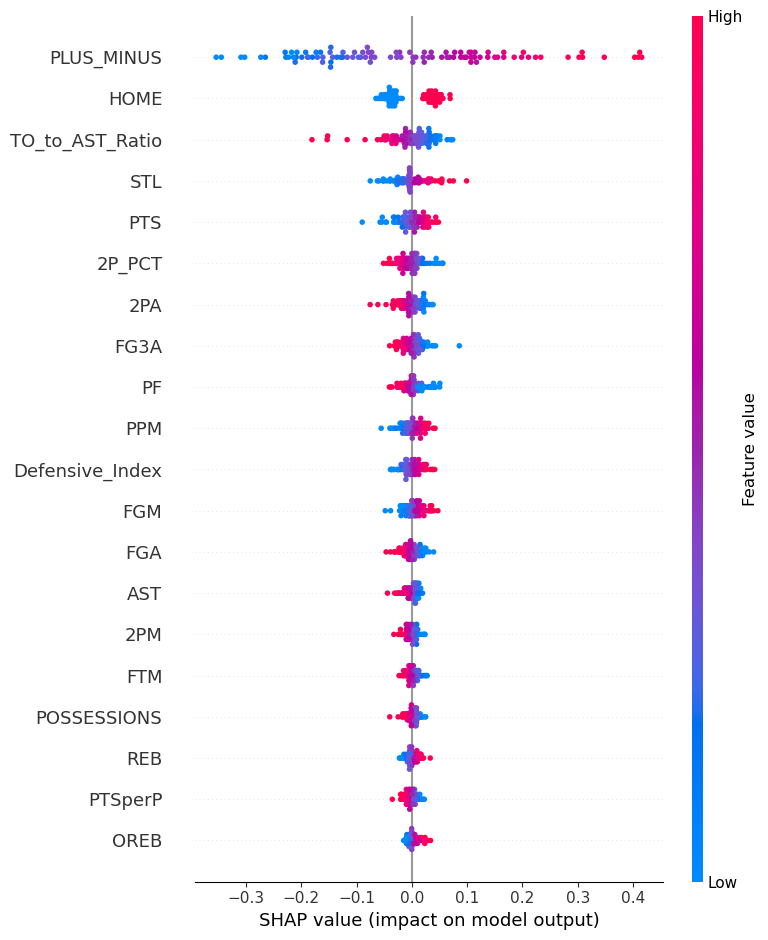 High
PLUS_MINUS
HOME
TO_to_AST_Ratio
STL
PTS
2P_PCT
2PA
FG3A
PF
PPM
Defensive_Index
FGM
FGA
AST
2PM
FTM
POSSESSIONS
REB
PTSperP
OREB
Feature value
Low
−0.3 −0.2 −0.1 0.0 0.1 0.2 0.3 0.4
SHAP value (impact on model output)